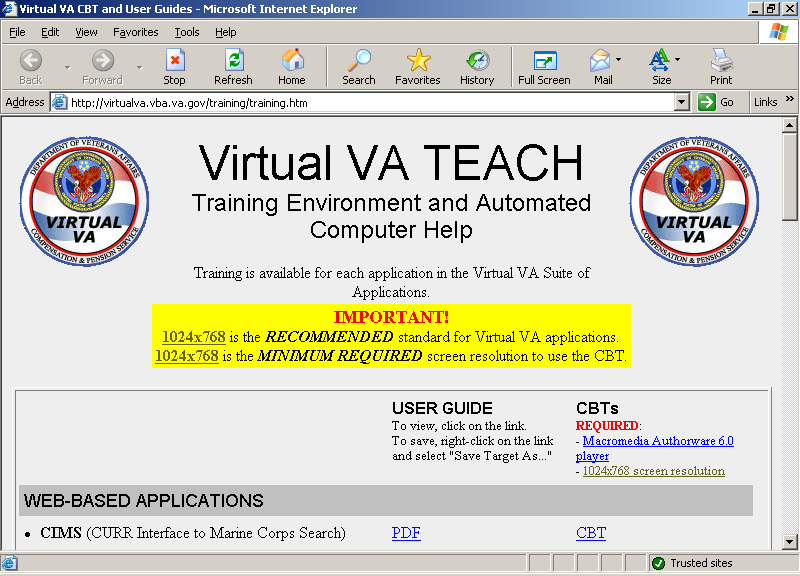 Virtual VA CBT and User Guides - Microsoft Internet Explorer
File Edit View Favorites Tools Help
Back Forward Stop Refresh Home Search Favorites History Full Screen Mail Size Print
Address http://virtualva.vba.va.gov/training/training.htm Go Links »
DEPARTMENT OF VETERANS AFFAIRS
VIRTUAL
VA
COMPENSATION & PENSION SERVICE
Virtual VA TEACH
Training Environment and Automated
Computer Help
DEPARTMENT OF VETERANS AFFAIRS
VIRTUAL
VA
COMPENSATION & PENSION SERVICE
Training is available for each application in the Virtual VA Suite of
Applications.
IMPORTANT!
1024x768 is the RECOMMENDED standard for Virtual VA applications.
1024x768 is the MINIMUM REQUIRED screen resolution to use the CBT.
USER GUIDE
To view, click on the link.
To save, right-click on the link
and select "Save Target As..."
CBTs
REQUIRED:
- Macromedia Authorware 6.0
player
- 1024x768 screen resolution
WEB-BASED APPLICATIONS
• CIMS (CURR Interface to Marine Corps Search) PDF CBT
Trusted sites